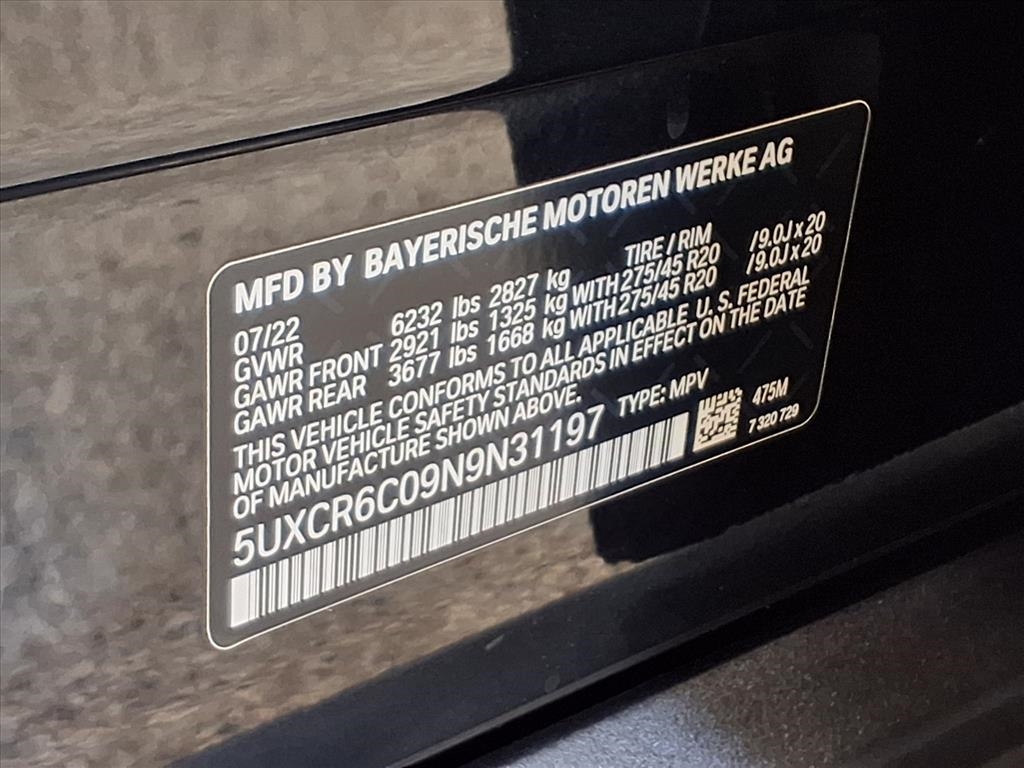 MFD BY BAYERISCHE MOTOREN WERKE AG
07/22 TIRE / RIM
GVWR 6232 lbs 2827 kg
GAWR FRONT 2921 lbs 1325 kg WITH 275/45 R20 /9.0J x 20
GAWR REAR 3677 lbs 1668 kg WITH 275/45 R20 /9.0J x 20
THIS VEHICLE CONFORMS TO ALL APPLICABLE U. S. FEDERAL
MOTOR VEHICLE SAFETY STANDARDS IN EFFECT ON THE DATE
OF MANUFACTURE SHOWN ABOVE.
5UXCR6C09N9N31197 TYPE: MPV
475M
7 320 729